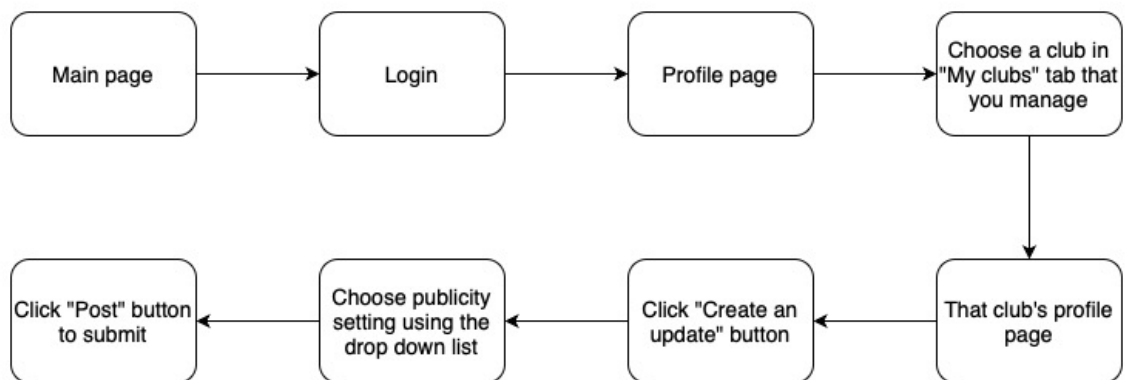 Main page
Login
Profile page
Choose a club in
"My clubs" tab that
you manage
That club's profile
page
Click "Create an
update" button
Choose publicity
setting using the
drop down list
Click "Post" button
to submit